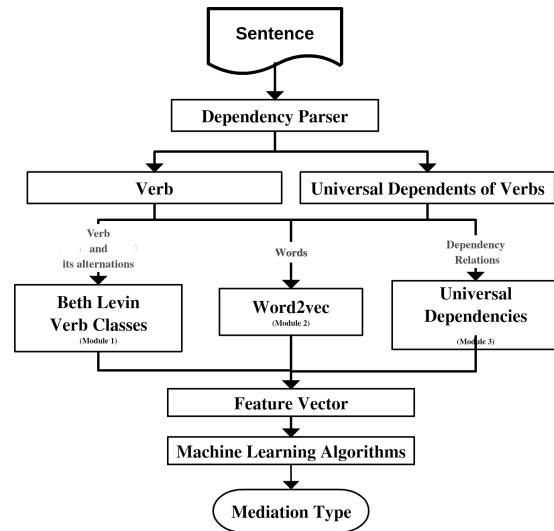 Sentence
Dependency Parser
Verb
Universal Dependents of Verbs
Verb
and
its alternations
Words
Dependency
Relations
Beth Levin
Verb Classes
(Module 1)
Word2vec
(Module 2)
Universal
Dependencies
(Module 3)
Feature Vector
Machine Learning Algorithms
Mediation Type